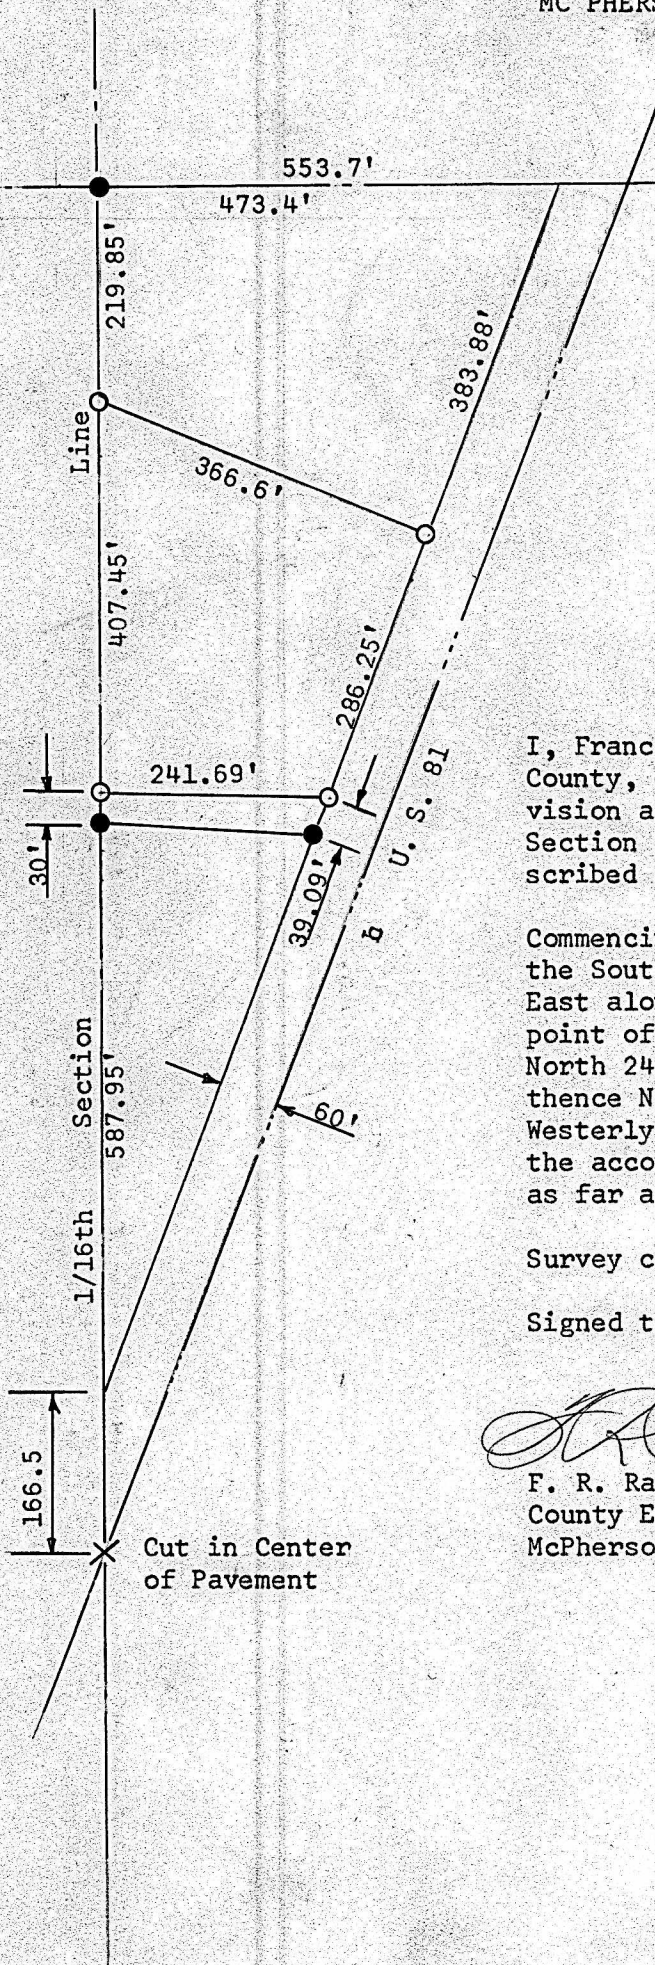 MC PHERS
553.7'
473.4'
219.85'
383.88'
Line
366.6'
407.45'
286.25'
241.69'
30'
39.09'
U. S. 81
Section
587.95'
60'
1/16th
166.5
Cut in Center
of Pavement
I, Franc
County,
vision a
Section
scribed
Commenci
the Sout
East alo
point of
North 24
thence N
Westerly
the acco
as far a
Survey c
Signed t
F. R. Ra
County E
McPherso